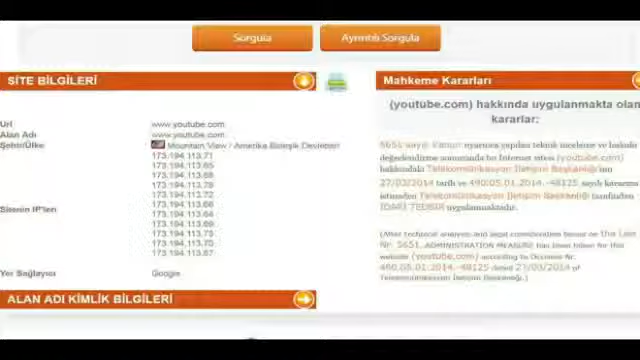 Sorgula
Ayrıntılı Sorgula
SİTE BİLGİLERİ
Url www.youtube.com
Alan Adı www.youtube.com
Şehir/Ülke Mountain View / Amerika Birleşik Devletleri
Sitenin IP'leri
173.194.113.71
173.194.113.65
173.194.113.66
173.194.113.78
173.194.113.72
173.194.113.68
173.194.113.64
173.194.113.69
173.194.113.73
173.194.113.70
173.194.113.67
Yer Sağlayıcı Google
ALAN ADI KİMLİK BİLGİLERİ
Mahkeme Kararları
(youtube.com) hakkında uygulanmakta olan
kararlar:
5651 sayılı Kanun uyarınca yapılan teknik inceleme ve hukuki
değerlendirme sonucunda bu internet sitesi (youtube.com)
hakkındaki Telekomünikasyon İletişim Başkanlığı'nın
27/03/2014 tarih ve 490.05.01.2014.-48125 sayılı kararına
istinaden Telekomünikasyon İletişim Başkanlığı tarafından
İDARİ TEDBİR uygulanmaktadır.
(After technical analysis and legal consideration based on the Law
Nr. 5651, ADMINISTRATION MEASURE has been taken for this
website (youtube.com) according to Decision Nr.
490.05.01.2014.-48125 dated 27/03/2014 of
Telekomünikasyon İletişim Başkanlığı.)